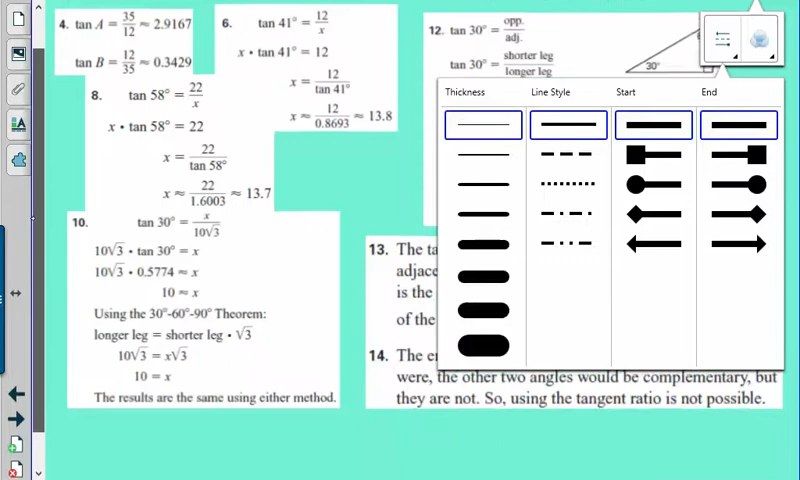 4. tan A = 35/12 ≈ 2.9167
tan B = 12/35 ≈ 0.3429
6. tan 41° = 12/x
x • tan 41° = 12
x = 12/tan 41°
x ≈ 12/0.8693 ≈ 13.8
8. tan 58° = 22/x
x • tan 58° = 22
x = 22/tan 58°
x ≈ 22/1.6003 ≈ 13.7
10. tan 30° = x/10√3
10√3 • tan 30° = x
10√3 • 0.5774 ≈ x
10 ≈ x
Using the 30°-60°-90° Theorem:
longer leg = shorter leg • √3
10√3 = x√3
10 = x
The results are the same using either method.
12. tan 30° = opp./adj.
tan 30° = shorter leg/longer leg
30°
Thickness Line Style Start End
13. The ta
adjace
is the
of the
14. The
were, the other two angles would be complementary, but
they are not. So, using the tangent ratio is not possible.